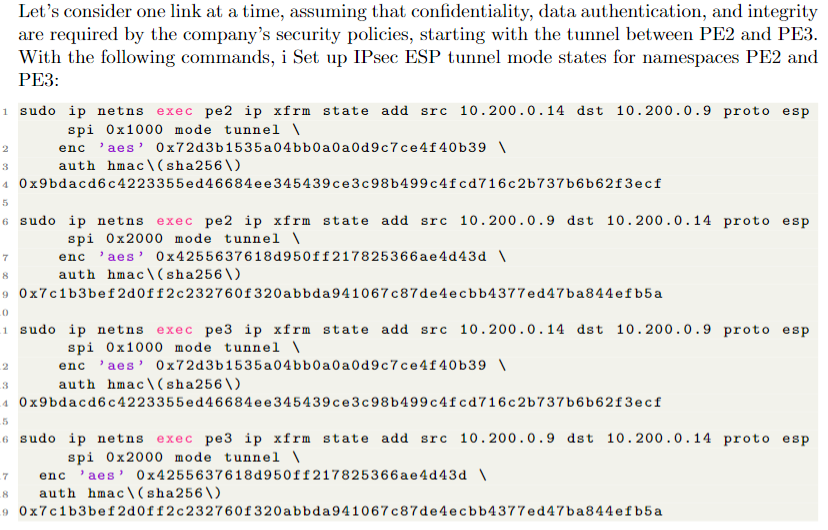 Let's consider one link at a time, assuming that confidentiality, data authentication, and integrity
are required by the company's security policies, starting with the tunnel between PE2 and PE3.
With the following commands, i Set up IPsec ESP tunnel mode states for namespaces PE2 and
PE3:
1 sudo ip netns exec pe2 ip xfrm state add src 10.200.0.14 dst 10.200.0.9 proto esp
spi 0x1000 mode tunnel \
2 enc 'aes' 0x72d3b1535a04bb0a0a0d9c7ce4f40b39 \
3 auth hmac\(sha256\)
4 0x9bdacd6c4223355ed46684ee345439ce3c98b499c4fcd716c2b737b6b62f3ecf
5
6 sudo ip netns exec pe2 ip xfrm state add src 10.200.0.9 dst 10.200.0.14 proto esp
spi 0x2000 mode tunnel \
7 enc 'aes' 0x4255637618d950ff217825366ae4d43d \
8 auth hmac\(sha256\)
9 0x7c1b3bef2d0ff2c232760f320abbda941067c87de4ecbb4377ed47ba844efb5a
0
1 sudo ip netns exec pe3 ip xfrm state add src 10.200.0.14 dst 10.200.0.9 proto esp
spi 0x1000 mode tunnel \
2 enc 'aes' 0x72d3b1535a04bb0a0a0d9c7ce4f40b39 \
3 auth hmac\(sha256\)
4 0x9bdacd6c4223355ed46684ee345439ce3c98b499c4fcd716c2b737b6b62f3ecf
5
6 sudo ip netns exec pe3 ip xfrm state add src 10.200.0.9 dst 10.200.0.14 proto esp
spi 0x2000 mode tunnel \
7 enc 'aes' 0x4255637618d950ff217825366ae4d43d \
8 auth hmac\(sha256\)
9 0x7c1b3bef2d0ff2c232760f320abbda941067c87de4ecbb4377ed47ba844efb5a